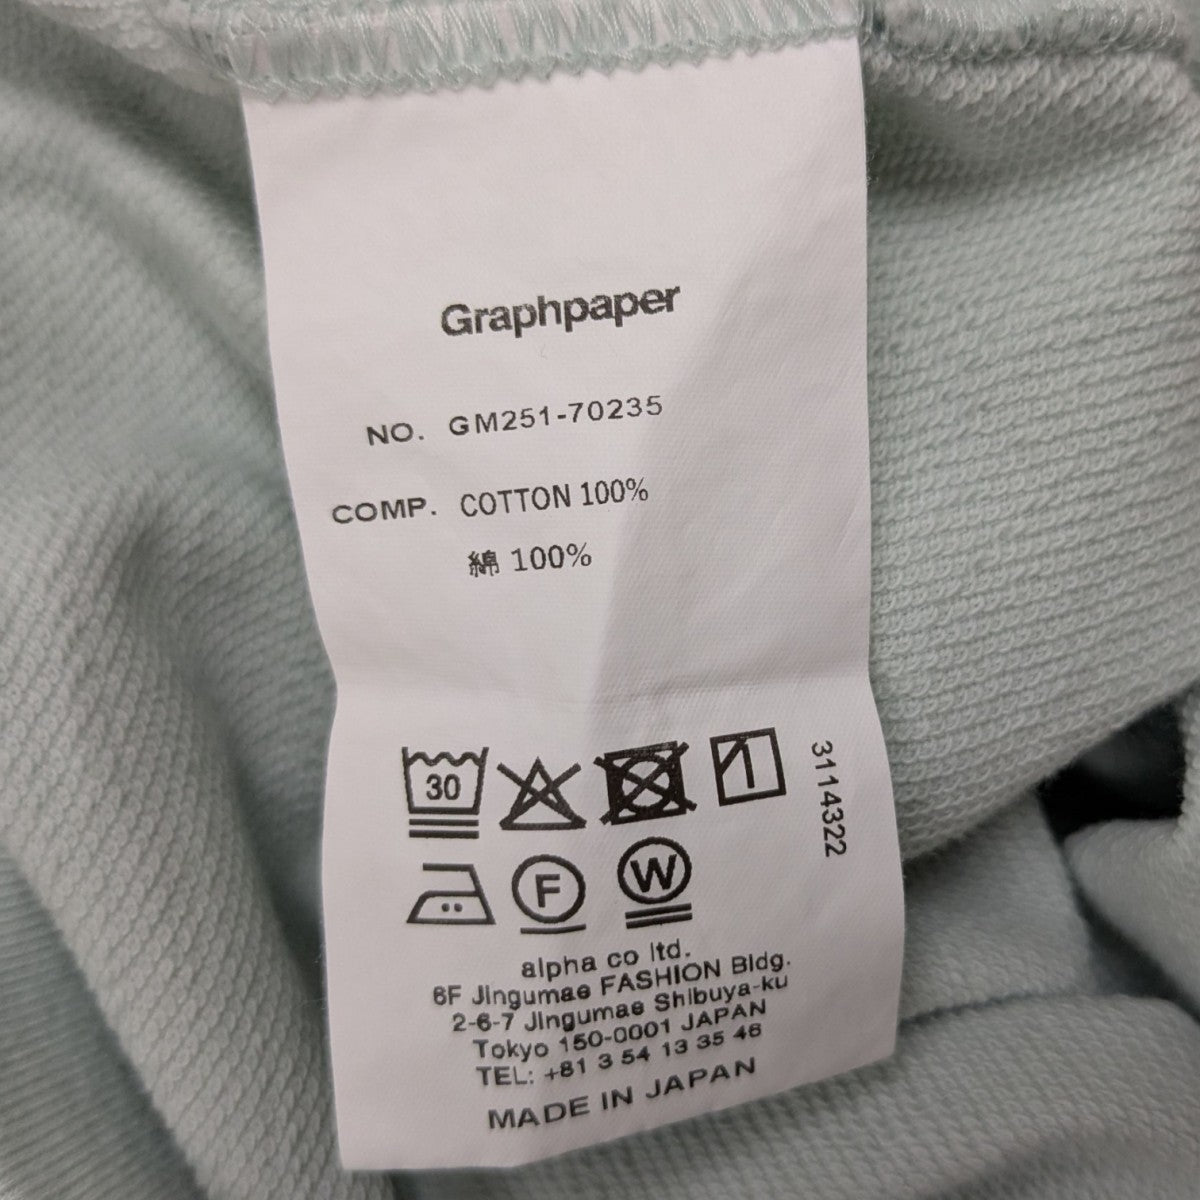 Graphpaper
NO. GM251-70235
COMP. COTTON 100%
綿 100%
30
3114322
F
W
alpha co ltd.
6F Jingumae FASHION Bldg.
2-6-7 Jingumae Shibuya-ku
Tokyo 150-0001 JAPAN
TEL: +81 3 54 13 35 46
MADE IN JAPAN